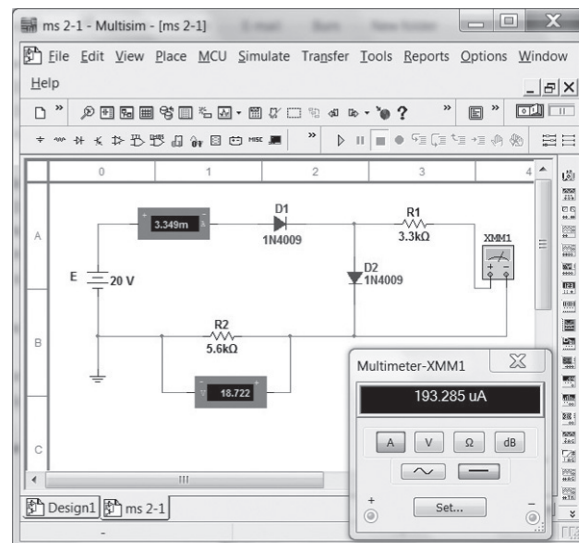 ms 2-1 - Multisim - [ms 2-1]
File Edit View Place MCU Simulate Transfer Tools Reports Options Window
Help
MISC
0 1 2 3 4
A
B
C
3.349m
A
D1
1N4009
R1
3.3kΩ
XMM1
E
20 V
D2
1N4009
R2
5.6kΩ
V
18.722
Multimeter-XMM1
193.285 uA
A V Ω dB
Set...
Design1 ms 2-1